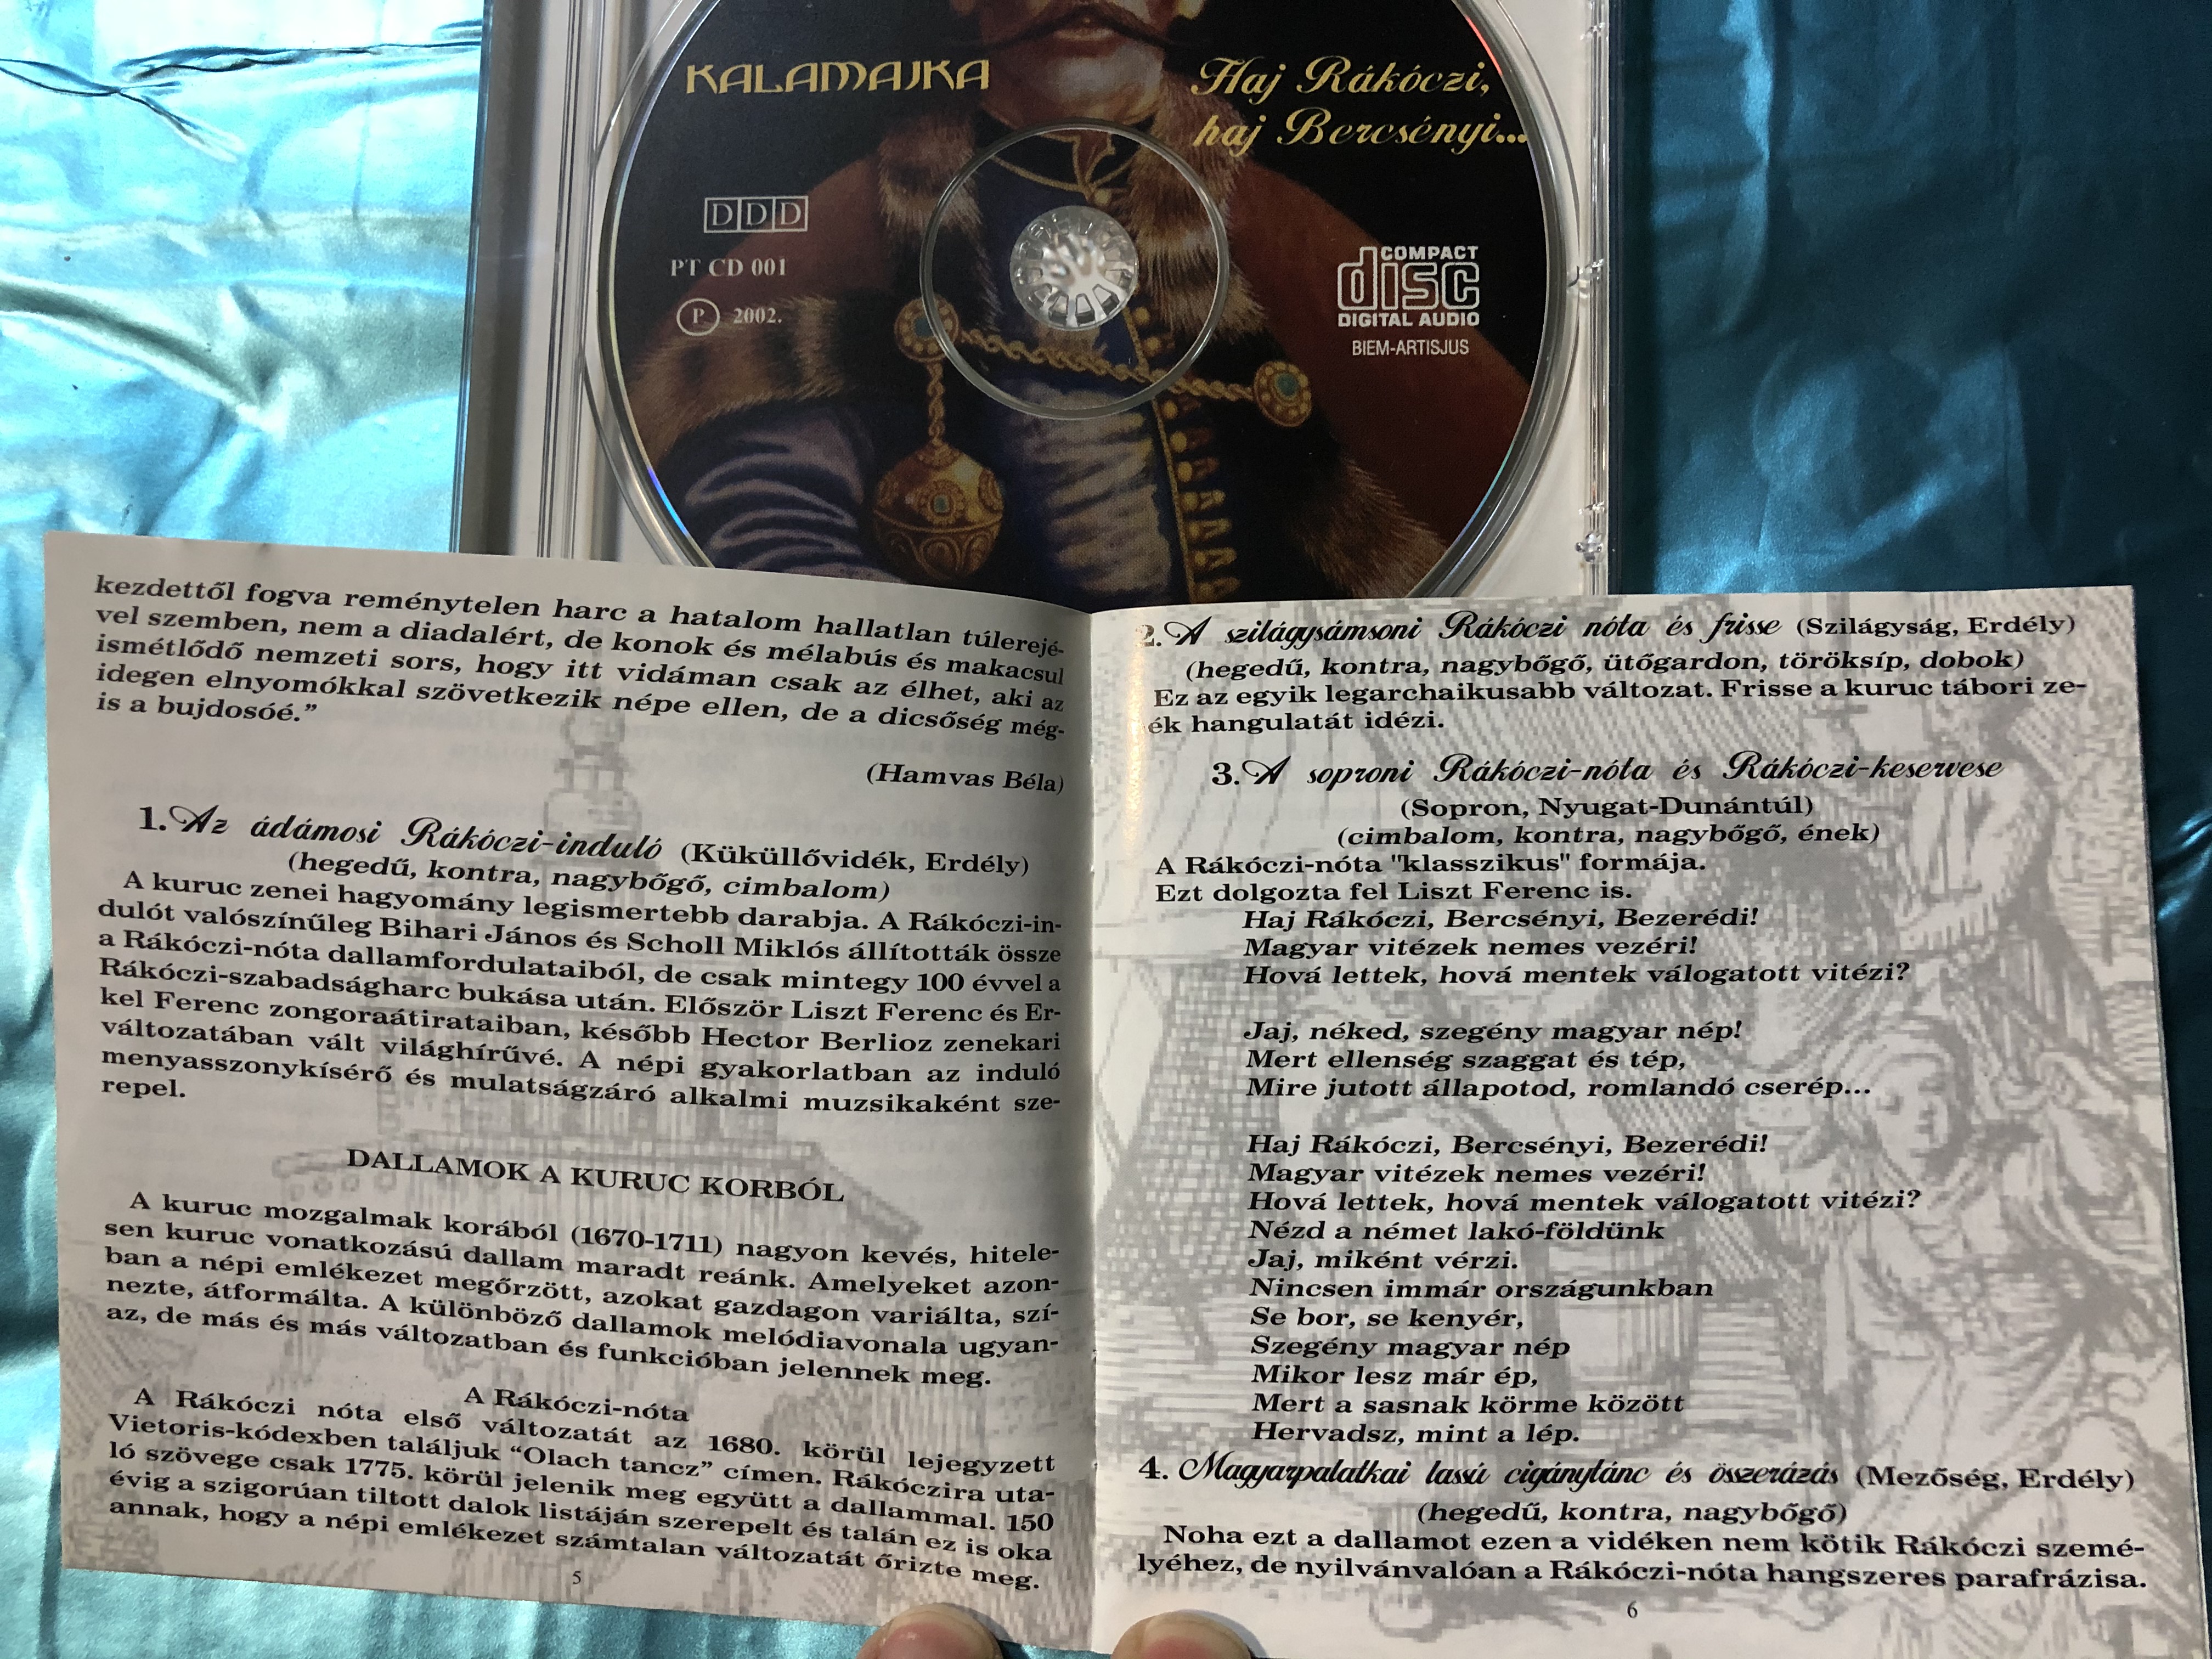 KALAMAJKA
Haj Rákóczi,
haj Bercsényi...
DDD
PT CD 001
P 2002.
COMPACT
disc
DIGITAL AUDIO
BIEM-ARTISJUS
kezdettől fogva reménytelen harc a hatalom hallatlan túlerejé-
vel szemben, nem a diadalért, de konok és mélabús és makacsul
ismétlődő nemzeti sors, hogy itt vidáman csak az élhet, aki az
idegen elnyomókkal szövetkezik népe ellen, de a dicsőség még-
is a bujdosóé.”
(Hamvas Béla)
1. Az ádámosi Rákóczi-induló (Küküllővidék, Erdély)
(hegedű, kontra, nagybőgő, cimbalom)
A kuruc zenei hagyomány legismertebb darabja. A Rákóczi-in-
dulót valószínűleg Bihari János és Scholl Miklós állították össze
a Rákóczi-nóta dallamfordulataiból, de csak mintegy 100 évvel a
Rákóczi-szabadságharc bukása után. Először Liszt Ferenc és Er-
kel Ferenc zongoraátirataiban, később Hector Berlioz zenekari
változatában vált világhírűvé. A népi gyakorlatban az induló
menyasszonykísérő és mulatságzáró alkalmi muzsikaként sze-
repel.
DALLAMOK A KURUC KORBÓL
A kuruc mozgalmak korából (1670-1711) nagyon kevés, hitele-
sen kuruc vonatkozású dallam maradt reánk. Amelyeket azon-
ban a népi emlékezet megőrzött, azokat gazdagon variálta, szí-
nezte, átformálta. A különböző dallamok melódiavonala ugyan-
az, de más és más változatban és funkcióban jelennek meg.
A Rákóczi-nóta
A Rákóczi nóta első változatát az 1680. körül lejegyzett
Vietoris-kódexben találjuk “Olach tancz” címen. Rákóczira uta-
ló szövege csak 1775. körül jelenik meg együtt a dallammal. 150
évig a szigorúan tiltott dalok listáján szerepelt és talán ez is oka
annak, hogy a népi emlékezet számtalan változatát őrizte meg.
5
2. A szilágysámsoni Rákóczi nóta és frisse (Szilágyság, Erdély)
(hegedű, kontra, nagybőgő, ütőgardon, töröksíp, dobok)
Ez az egyik legarchaikusabb változat. Frisse a kuruc tábori ze-
ék hangulatát idézi.
3. A soproni Rákóczi-nóta és Rákóczi-keservese
(Sopron, Nyugat-Dunántúl)
(cimbalom, kontra, nagybőgő, ének)
A Rákóczi-nóta "klasszikus" formája.
Ezt dolgozta fel Liszt Ferenc is.
Haj Rákóczi, Bercsényi, Bezerédi!
Magyar vitézek nemes vezéri!
Hová lettek, hová mentek válogatott vitézi?
Jaj, néked, szegény magyar nép!
Mert ellenség szaggat és tép,
Mire jutott állapotod, romlandó cserép...
Haj Rákóczi, Bercsényi, Bezerédi!
Magyar vitézek nemes vezéri!
Hová lettek, hová mentek válogatott vitézi?
Nézd a német lakó-földünk
Jaj, miként vérzi.
Nincsen immár országunkban
Se bor, se kenyér,
Szegény magyar nép
Mikor lesz már ép,
Mert a sasnak körme között
Hervadsz, mint a lép.
4. Magyarpalatkai lassú cigánytánc és összerázás (Mezőség, Erdély)
(hegedű, kontra, nagybőgő)
Noha ezt a dallamot ezen a vidéken nem kötik Rákóczi szemé-
lyéhez, de nyilvánvalóan a Rákóczi-nóta hangszeres parafrázisa.
6